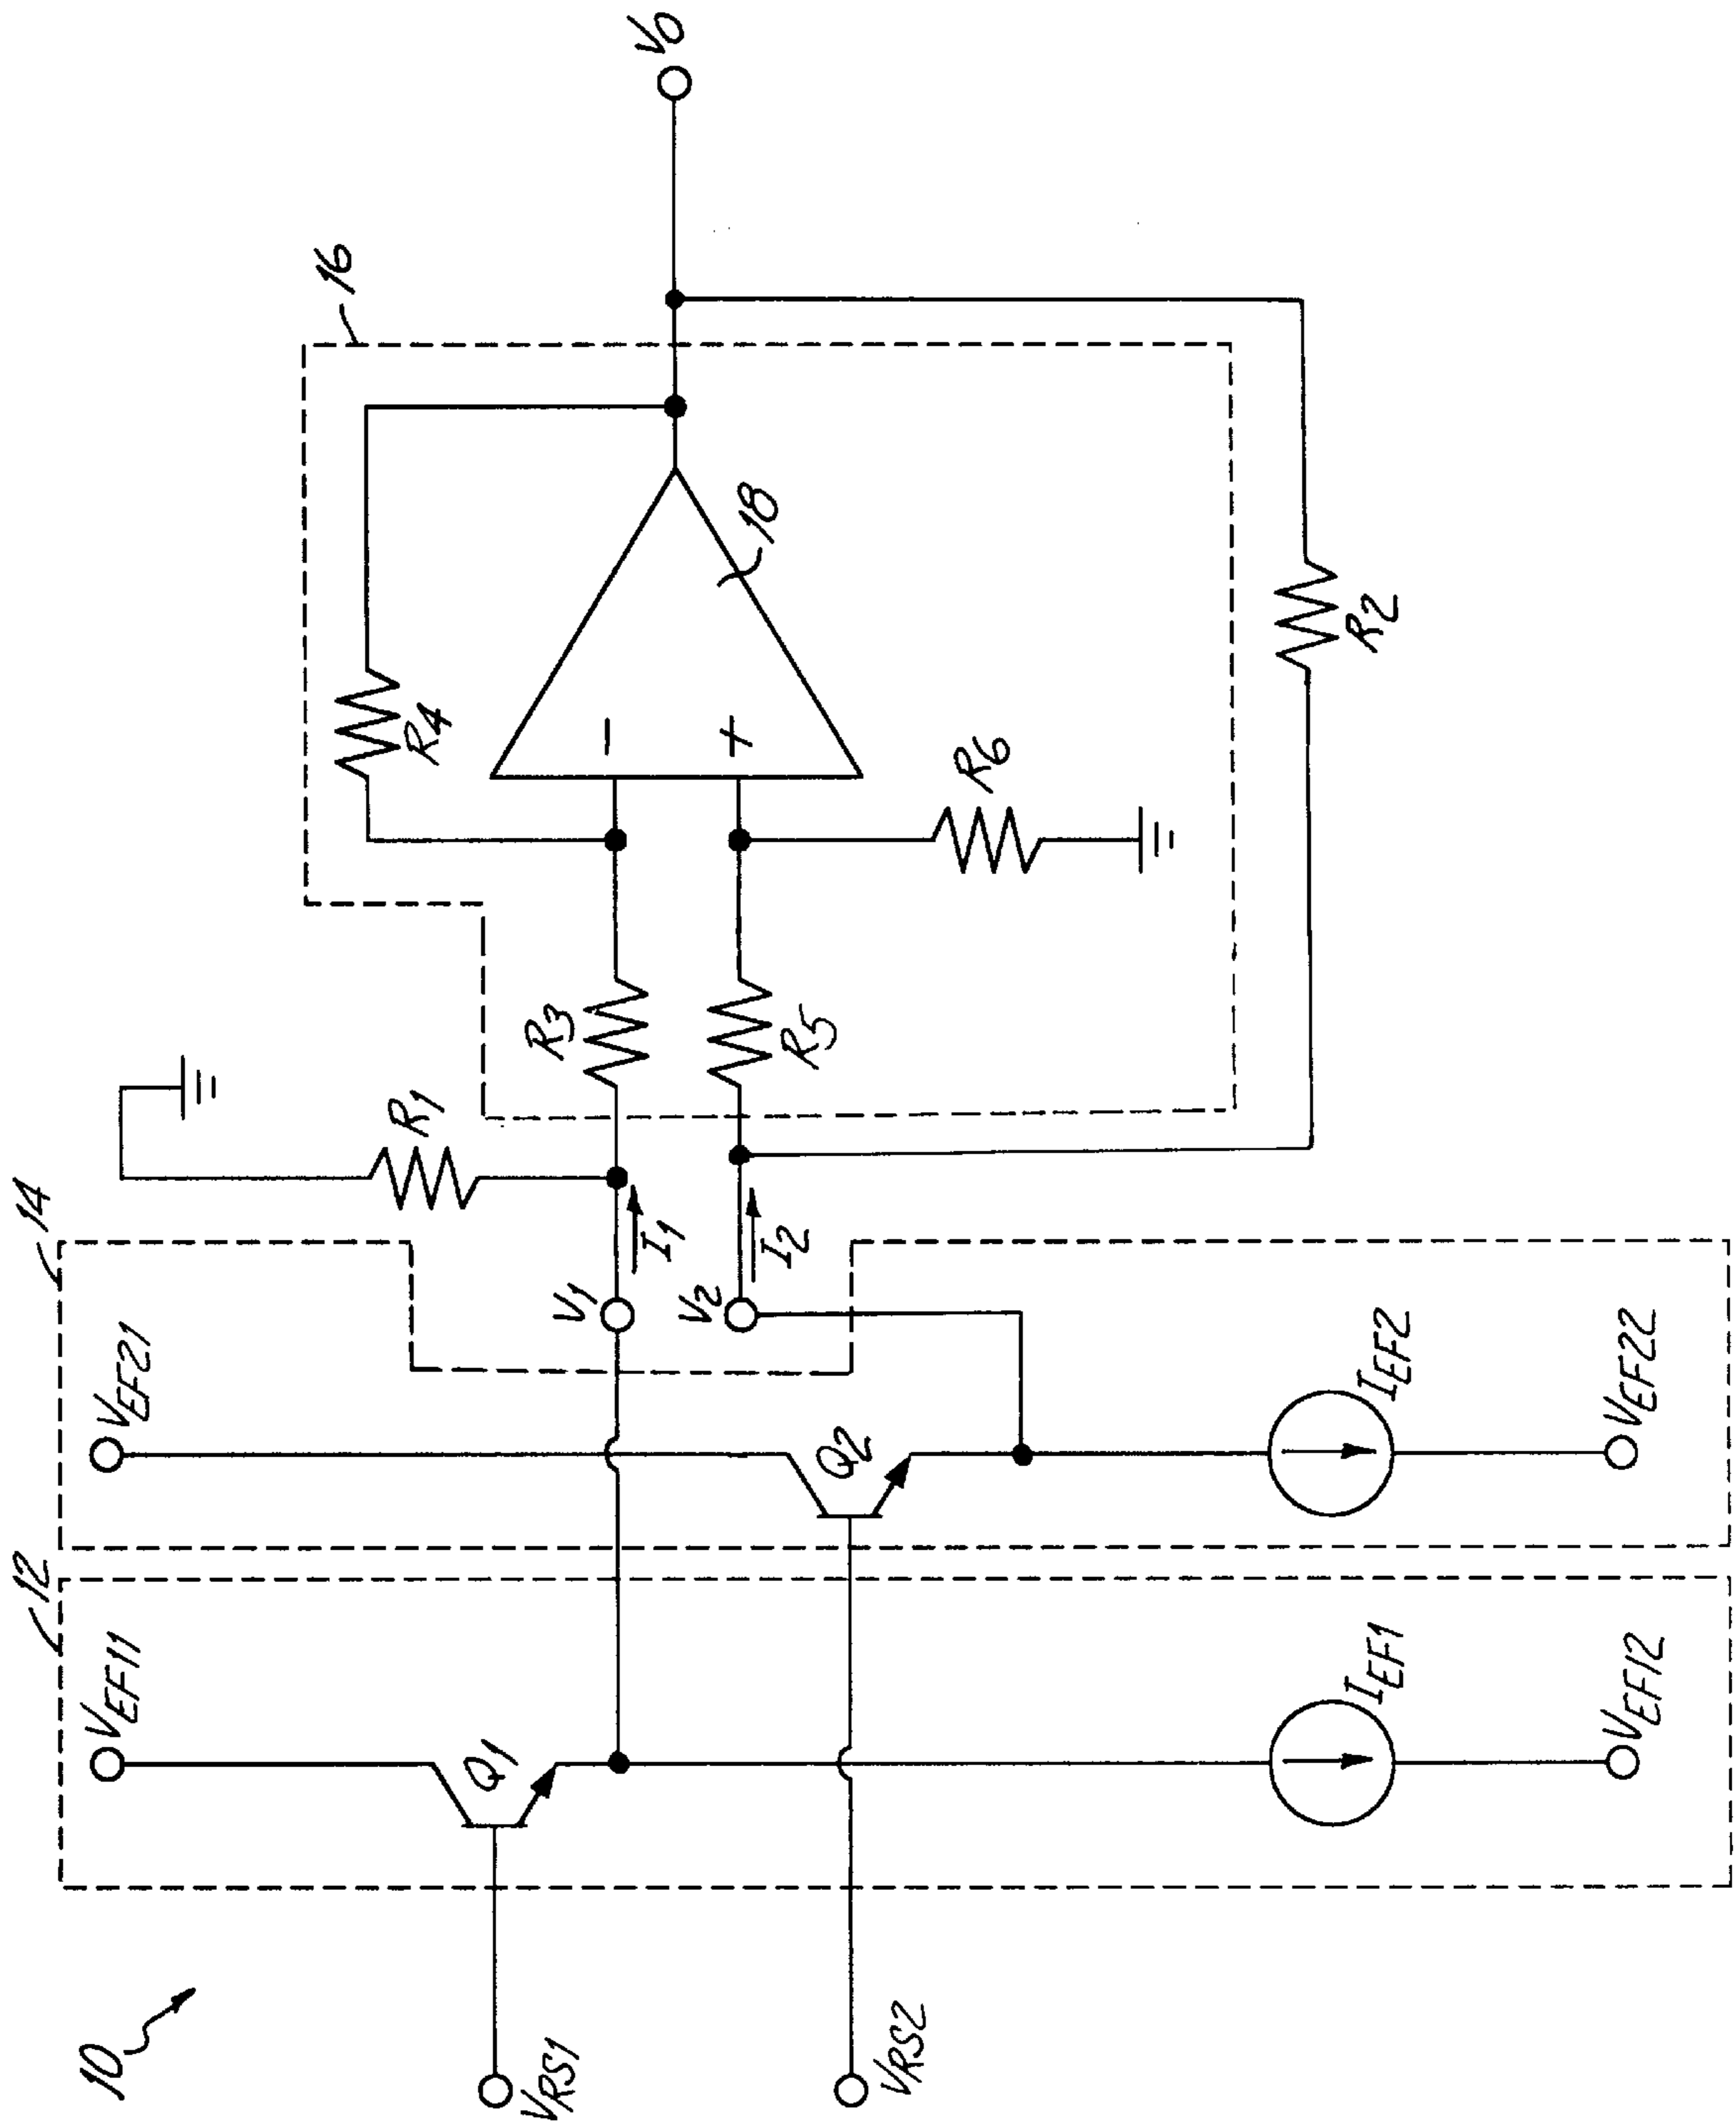 10
12
14
16
VEF11
VEF21
R1
R4
Q1
V1
I1
R3
−
18
VO
VRS1
Q2
V2
I2
R5
+
R6
VRS2
IEF1
IEF2
R2
VEF12
VEF22